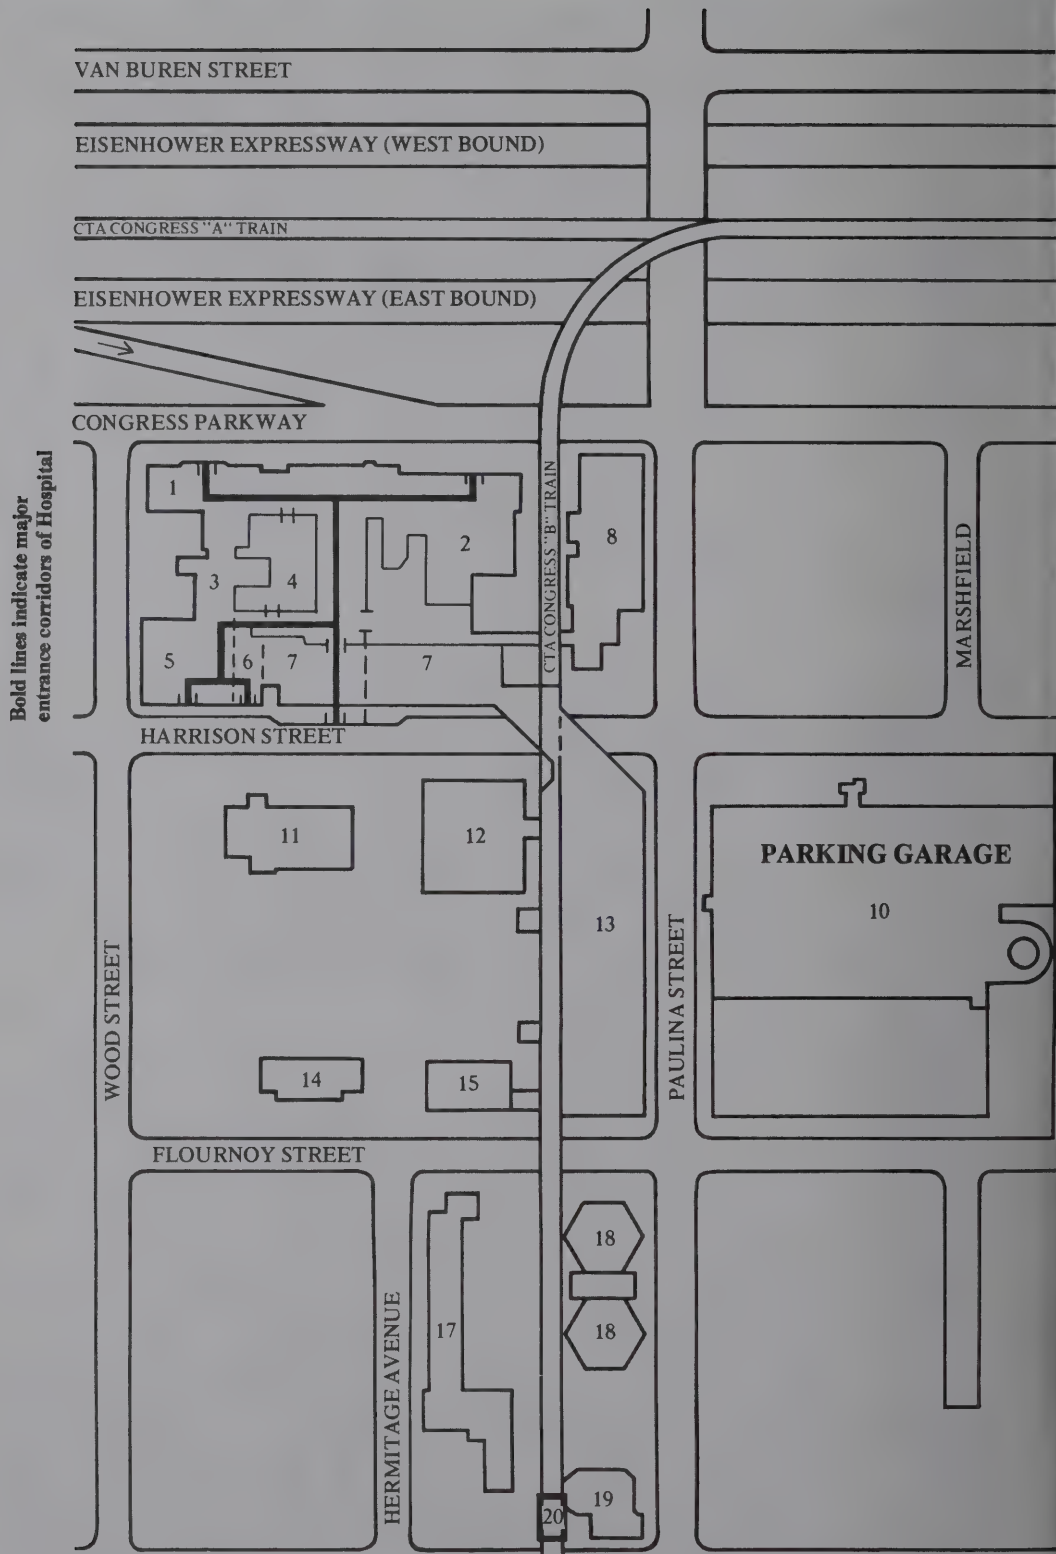 VAN BUREN STREET
EISENHOWER EXPRESSWAY (WEST BOUND)
CTA CONGRESS "A" TRAIN
EISENHOWER EXPRESSWAY (EAST BOUND)
CONGRESS PARKWAY
Bold lines indicate major
entrance corridors of Hospital
1
2
3
4
5
6
7
7
CTA CONGRESS "B" TRAIN
8
MARSHFIELD
HARRISON STREET
11
12
13
PARKING GARAGE
10
WOOD STREET
PAULINA STREET
14
15
FLOURNOY STREET
HERMITAGE AVENUE
17
18
18
19
20